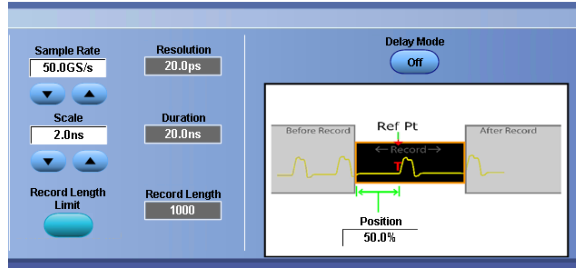 Sample Rate
50.0GS/s
Resolution
20.0ps
Scale
2.0ns
Duration
20.0ns
Record Length
Limit
Record Length
1000
Delay Mode
Off
Before Record
Ref Pt
After Record
←Record→
T
Position
50.0%